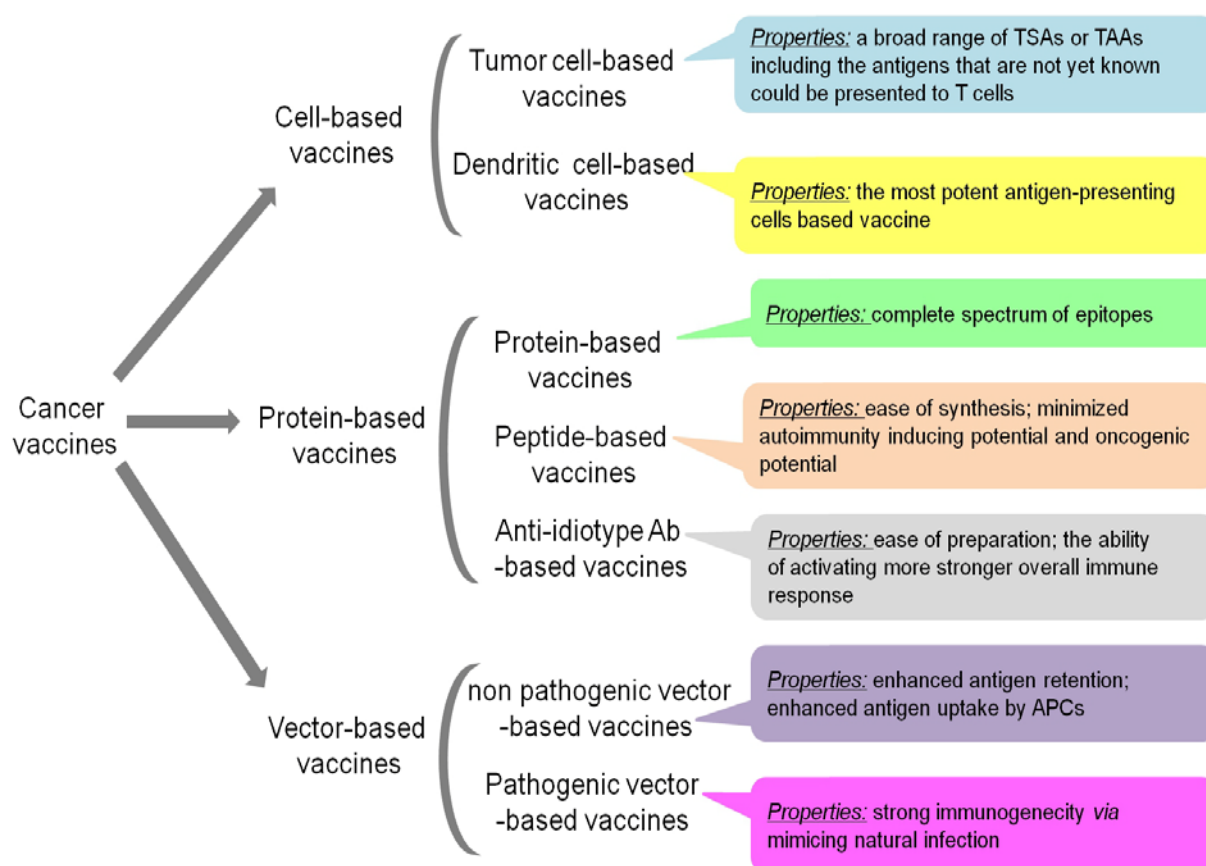 Cancer
vaccines
Cell-based
vaccines
Tumor cell-based
vaccines
Properties: a broad range of TSAs or TAAs
including the antigens that are not yet known
could be presented to T cells
Dendritic cell-based
vaccines
Properties: the most potent antigen-presenting
cells based vaccine
Protein-based
vaccines
Protein-based
vaccines
Properties: complete spectrum of epitopes
Peptide-based
vaccines
Properties: ease of synthesis; minimized
autoimmunity inducing potential and oncogenic
potential
Anti-idiotype Ab
-based vaccines
Properties: ease of preparation; the ability
of activating more stronger overall immune
response
Vector-based
vaccines
non pathogenic vector
-based vaccines
Properties: enhanced antigen retention;
enhanced antigen uptake by APCs
Pathogenic vector
-based vaccines
Properties: strong immunogenecity via
mimicing natural infection